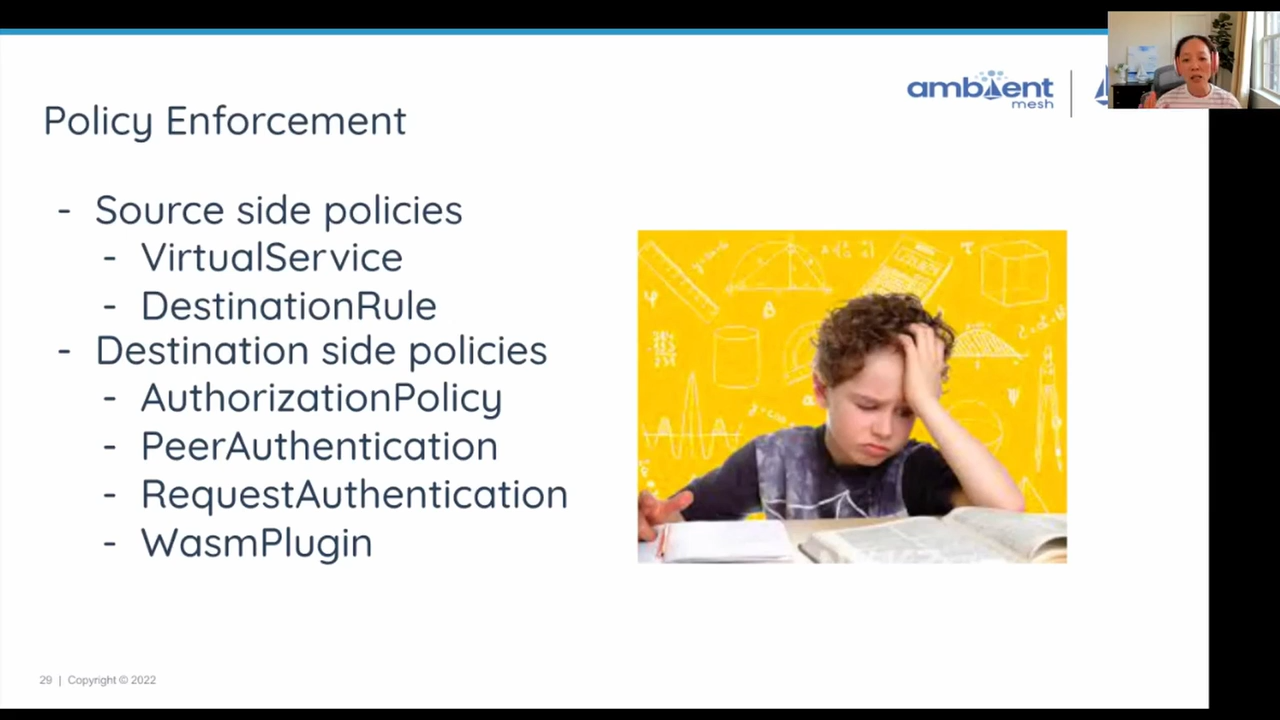 ambient
mesh
Policy Enforcement
- Source side policies
- VirtualService
- DestinationRule
- Destination side policies
- AuthorizationPolicy
- PeerAuthentication
- RequestAuthentication
- WasmPlugin
29 | Copyright © 2022